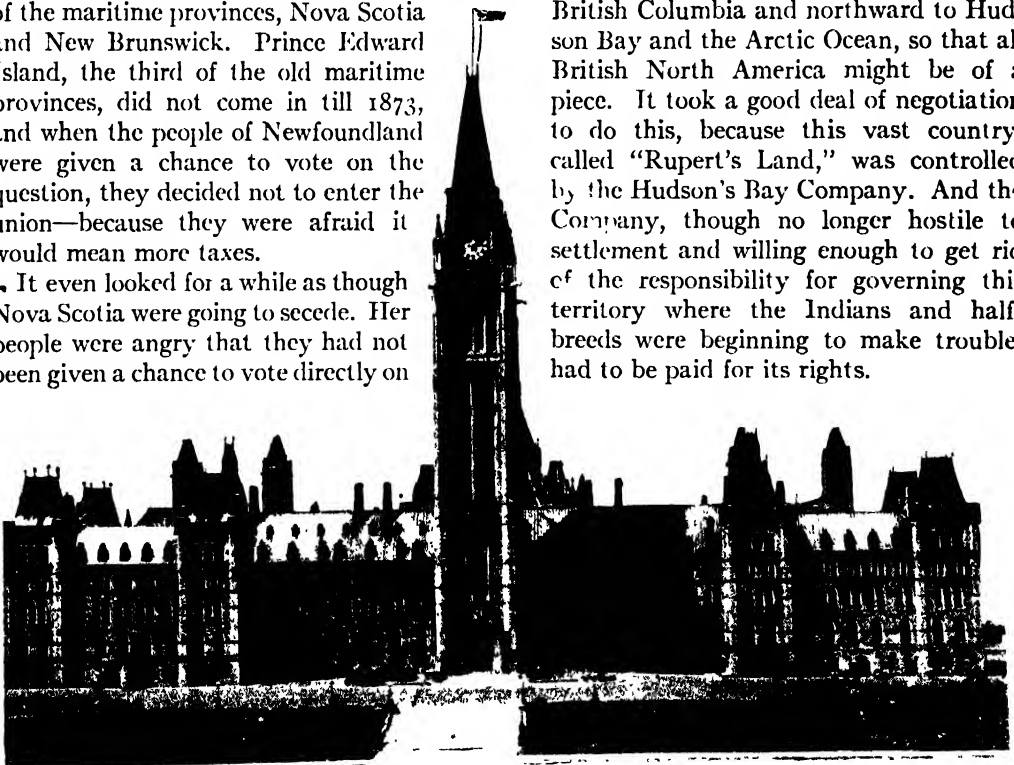 of the maritime provinces, Nova Scotia
and New Brunswick. Prince Edward
Island, the third of the old maritime
provinces, did not come in till 1873,
and when the people of Newfoundland
were given a chance to vote on the
question, they decided not to enter the
union—because they were afraid it
would mean more taxes.
It even looked for a while as though
Nova Scotia were going to secede. Her
people were angry that they had not
been given a chance to vote directly on
British Columbia and northward to Hud
son Bay and the Arctic Ocean, so that al
British North America might be of a
piece. It took a good deal of negotiation
to do this, because this vast country
called “Rupert’s Land,” was controlled
by the Hudson’s Bay Company. And the
Company, though no longer hostile to
settlement and willing enough to get rid
of the responsibility for governing thi
territory where the Indians and half
breeds were beginning to make trouble
had to be paid for its rights.